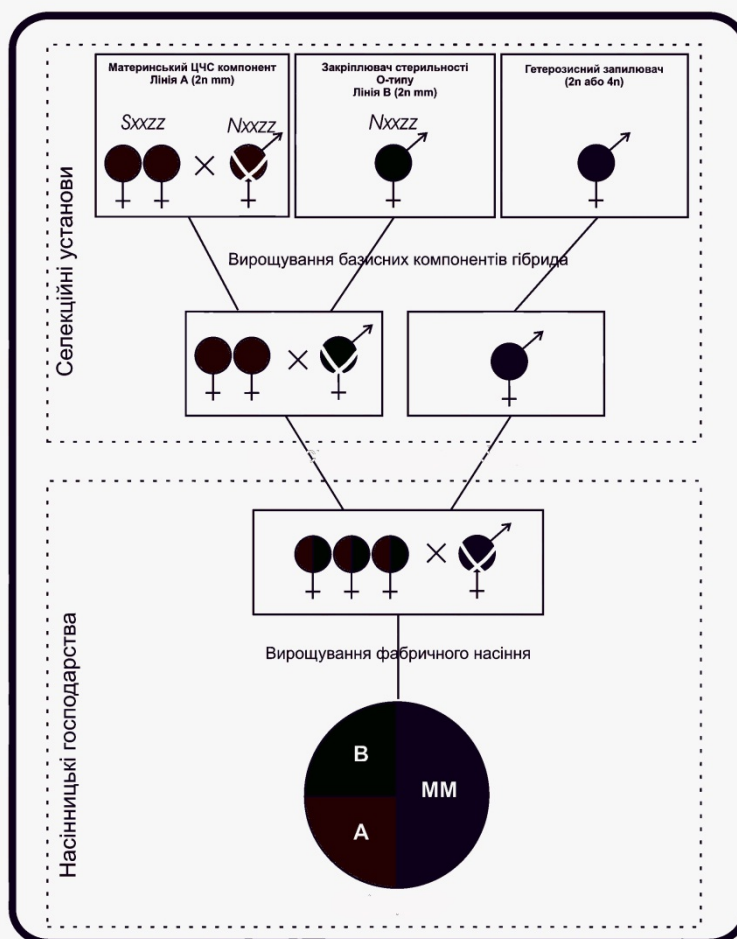 Материнський ЦЧС компонент
Лінія А (2n mm)
Sxxzz
Nxxzz
Закріплювач стерильності
О-типу
Лінія В (2n mm)
Nxxzz
Гетерозисний запилювач
(2n або 4n)
Селекційні установи
Вирощування базисних компонентів гібрида
Насінницькі господарства
Вирощування фабричного насіння
B
MM
A